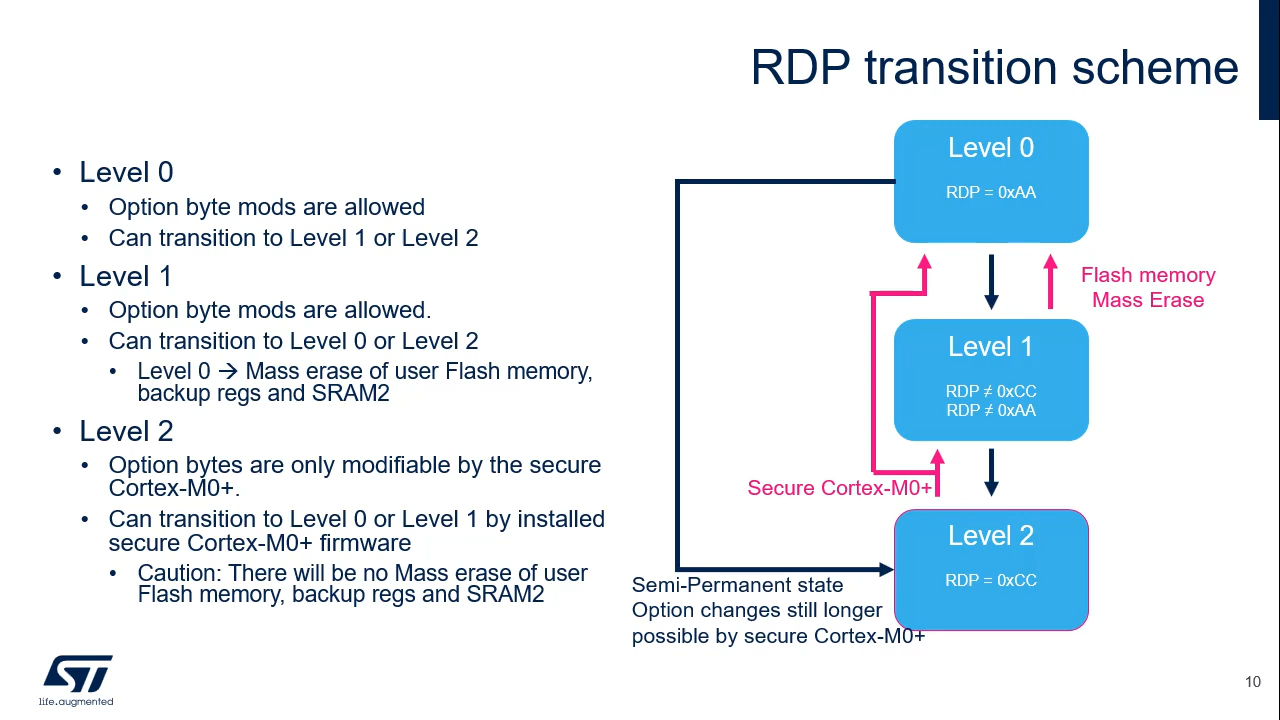 RDP transition scheme
• Level 0
• Option byte mods are allowed
• Can transition to Level 1 or Level 2
• Level 1
• Option byte mods are allowed.
• Can transition to Level 0 or Level 2
• Level 0 → Mass erase of user Flash memory,
backup regs and SRAM2
• Level 2
• Option bytes are only modifiable by the secure
Cortex-M0+.
• Can transition to Level 0 or Level 1 by installed
secure Cortex-M0+ firmware
• Caution: There will be no Mass erase of user
Flash memory, backup regs and SRAM2
Level 0
RDP = 0xAA
Flash memory
Mass Erase
Level 1
RDP ≠ 0xCC
RDP ≠ 0xAA
Secure Cortex-M0+
Level 2
RDP = 0xCC
Semi-Permanent state
Option changes still longer
possible by secure Cortex-M0+
ST
life.augmented
10